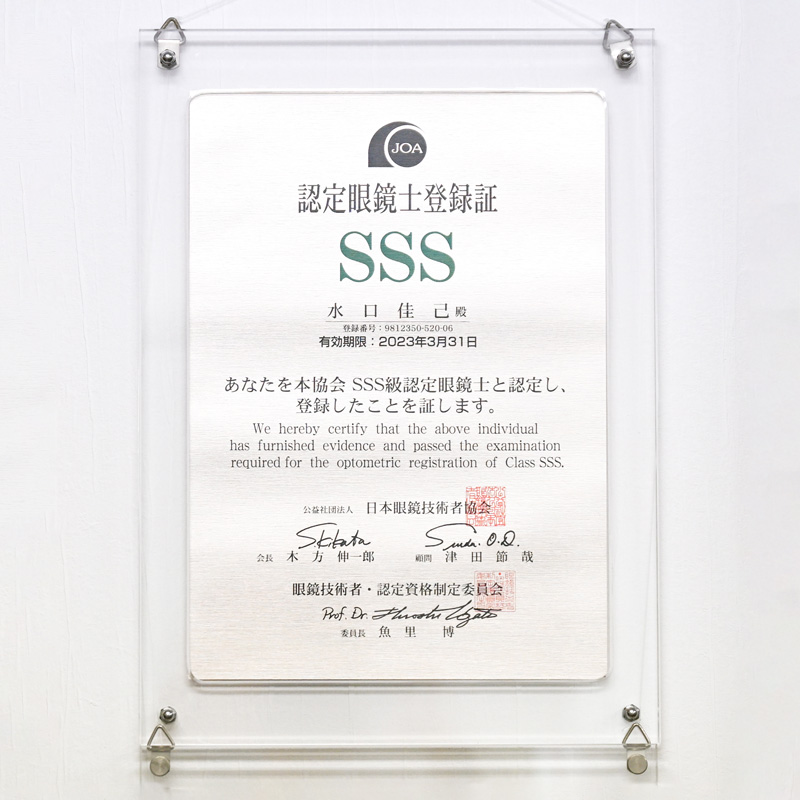 JOA
認定眼鏡士登録証
SSS
水口佳己殿
登録番号：9812350-520-06
有効期限：2023年3月31日
あなたを本協会 SSS級認定眼鏡士と認定し、
登録したことを証します。
We hereby certify that the above individual
has furnished evidence and passed the examination
required for the optometric registration of Class SSS.
公益社団法人 日本眼鏡技術者協会
会長 木方伸一郎 顧問 津田節哉
眼鏡技術者・認定資格制定委員会
Prof. Dr.
委員長 魚里博